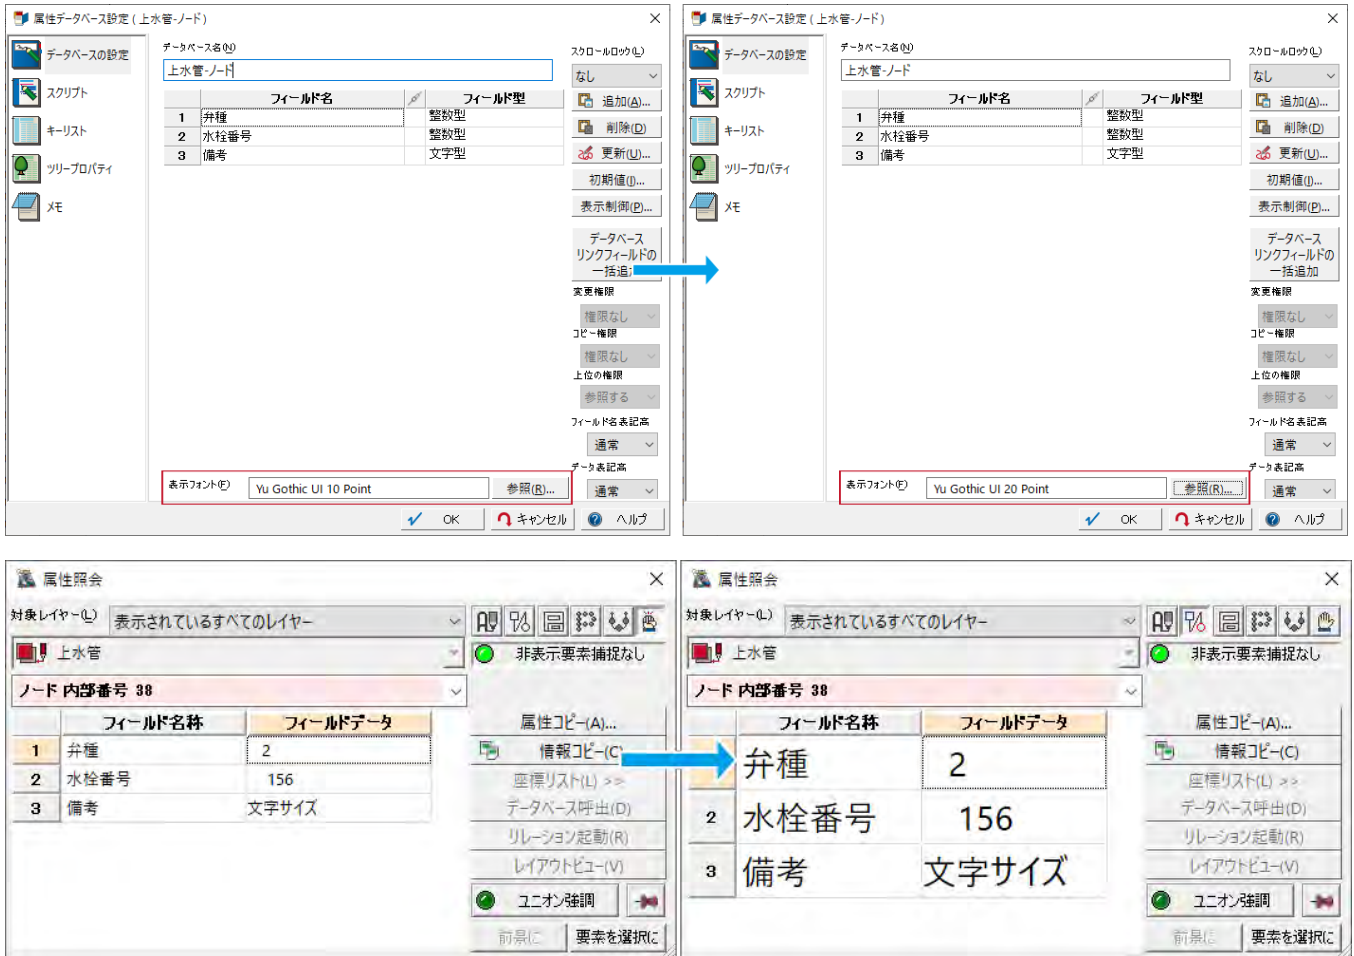 属性データベース設定 ( 上水管-ノード )
データベースの設定
スクリプト
キーリスト
ツリープロパティ
メモ
データベース名(N)
上水管-ノード
フィールド名 フィールド型
1 弁種 整数型
2 水栓番号 整数型
3 備考 文字型
スクロールロック(L)
なし
追加(A)...
削除(D)
更新(U)...
初期値(I)...
表示制御(P)...
データベース
リンクフィールドの
一括追
変更権限
権限なし
コピー権限
権限なし
上位の権限
参照する
フィールド名表記高
通常
データ表記高
通常
表示フォント(F) Yu Gothic UI 10 Point 参照(R)...
OK キャンセル ヘルプ
属性データベース設定 ( 上水管-ノード )
データベースの設定
スクリプト
キーリスト
ツリープロパティ
メモ
データベース名(N)
上水管-ノード
フィールド名 フィールド型
1 弁種 整数型
2 水栓番号 整数型
3 備考 文字型
スクロールロック(L)
なし
追加(A)...
削除(D)
更新(U)...
初期値(I)...
表示制御(P)...
データベース
リンクフィールドの
一括追加
変更権限
権限なし
コピー権限
権限なし
上位の権限
参照する
フィールド名表記高
通常
データ表記高
通常
表示フォント(F) Yu Gothic UI 20 Point 参照(R)...
OK キャンセル ヘルプ
属性照会
対象レイヤー(L) 表示されているすべてのレイヤー
上水管
非表示要素捕捉なし
ノード 内部番号 38
フィールド名称 フィールドデータ
1 弁種 2
2 水栓番号 156
3 備考 文字サイズ
属性コピー(A)...
情報コピー(C)
座標リスト(L) >>
データベース呼出(D)
リレーション起動(R)
レイアウトビュー(V)
ユニオン強調
前景に 要素を選択に
属性照会
対象レイヤー(L) 表示されているすべてのレイヤー
上水管
非表示要素捕捉なし
ノード 内部番号 38
フィールド名称 フィールドデータ
弁種 2
2 水栓番号 156
3 備考 文字サイズ
属性コピー(A)...
情報コピー(C)
座標リスト(L) >>
データベース呼出(D)
リレーション起動(R)
レイアウトビュー(V)
ユニオン強調
前景に 要素を選択に